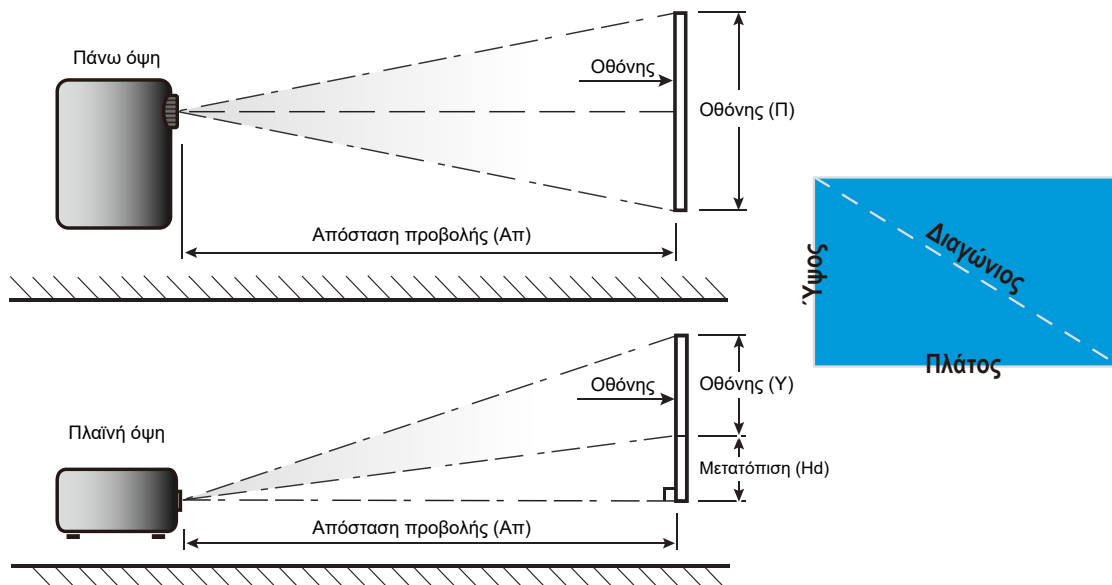 Πάνω όψη
Οθόνης
Οθόνης (Π)
Απόσταση προβολής (Απ)
Ύψος
Διαγώνιος
Πλάτος
Πλαϊνή όψη
Οθόνης
Οθόνης (Υ)
Μετατόπιση (Hd)
Απόσταση προβολής (Απ)